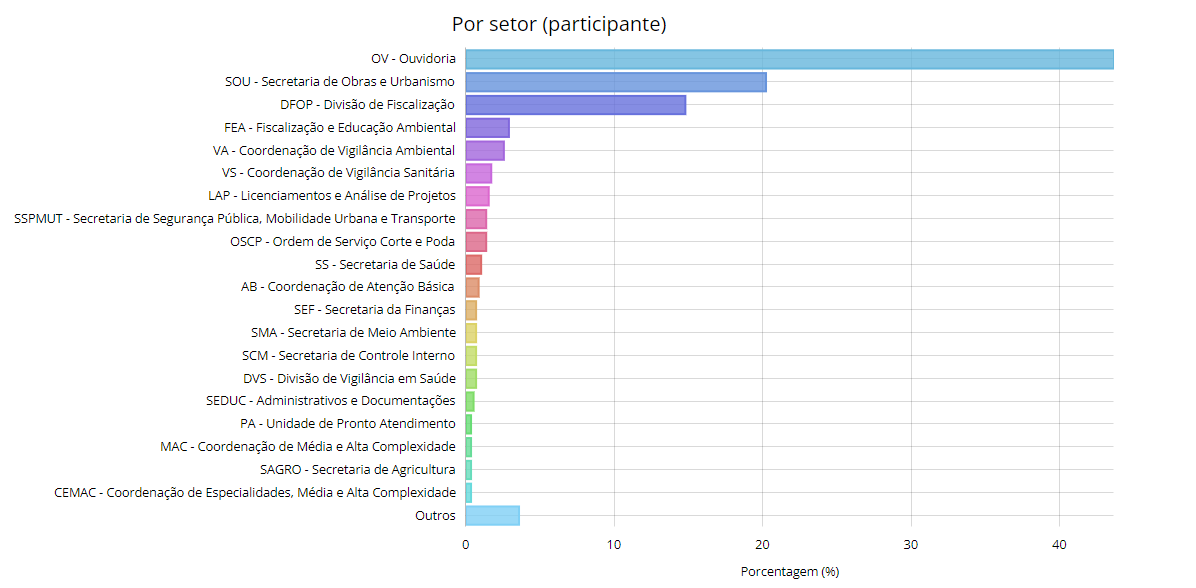 Por setor (participante)
OV - Ouvidoria
SOU - Secretaria de Obras e Urbanismo
DFOP - Divisão de Fiscalização
FEA - Fiscalização e Educação Ambiental
VA - Coordenação de Vigilância Ambiental
VS - Coordenação de Vigilância Sanitária
LAP - Licenciamentos e Análise de Projetos
SSPMUT - Secretaria de Segurança Pública, Mobilidade Urbana e Transporte
OSCP - Ordem de Serviço Corte e Poda
SS - Secretaria de Saúde
AB - Coordenação de Atenção Básica
SEF - Secretaria da Finanças
SMA - Secretaria de Meio Ambiente
SCM - Secretaria de Controle Interno
DVS - Divisão de Vigilância em Saúde
SEDUC - Administrativos e Documentações
PA - Unidade de Pronto Atendimento
MAC - Coordenação de Média e Alta Complexidade
SAGRO - Secretaria de Agricultura
CEMAC - Coordenação de Especialidades, Média e Alta Complexidade
Outros
0 10 20 30 40
Porcentagem (%)